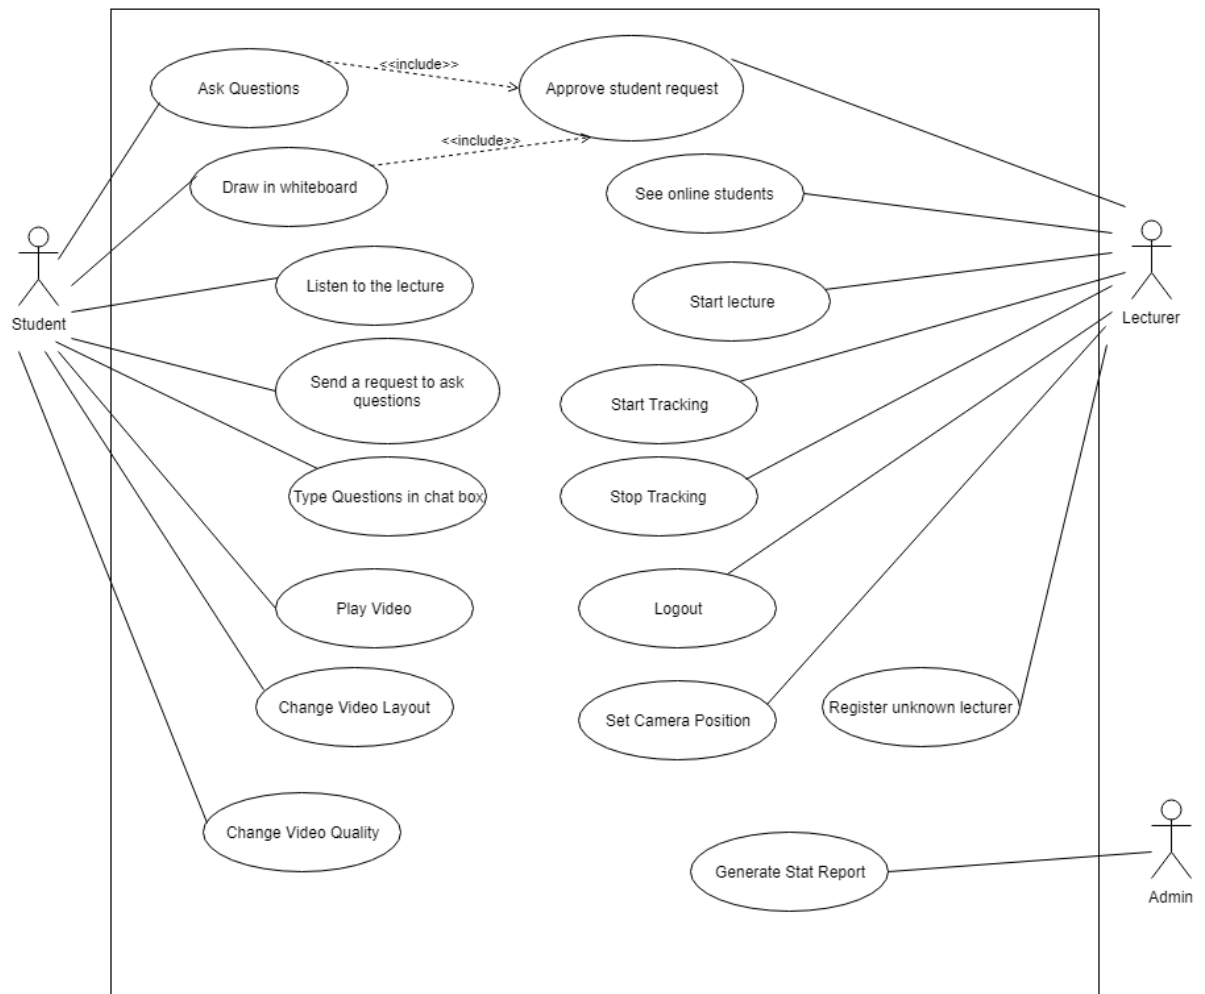 <<include>>
Ask Questions
Approve student request
<<include>>
Draw in whiteboard
See online students
Listen to the lecture
Start lecture
Student
Lecturer
Send a request to ask
questions
Start Tracking
Type Questions in chat box
Stop Tracking
Play Video
Logout
Change Video Layout
Set Camera Position
Register unknown lecturer
Change Video Quality
Generate Stat Report
Admin